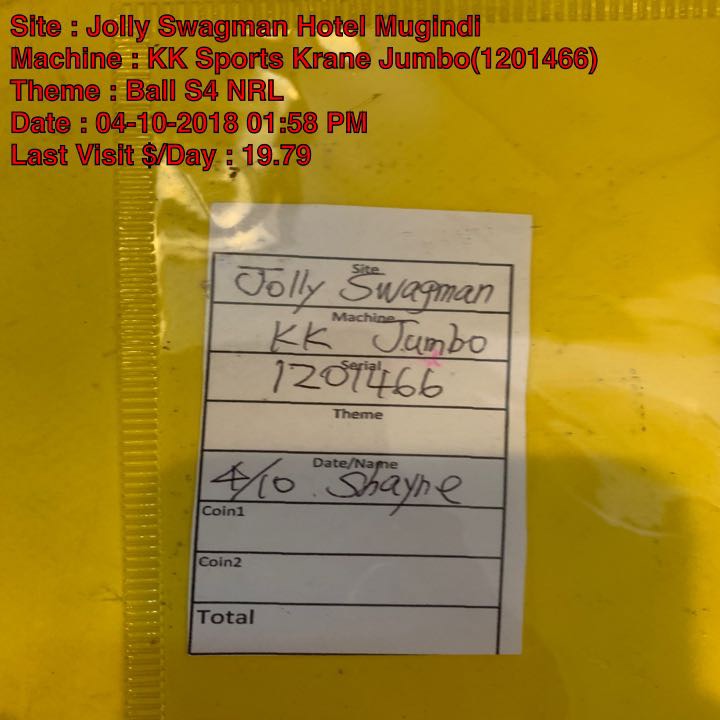 Site : Jolly Swagman Hotel Mugindi
Machine : KK Sports Krane Jumbo(1201466)
Theme : Ball S4 NRL
Date : 04-10-2018 01:58 PM
Last Visit $/Day : 19.79
Site
Jolly Swagman
Machine
KK Jumbo
Serial
1201466
Theme
Date/Name
4/10 Shayne
Coin1
Coin2
Total